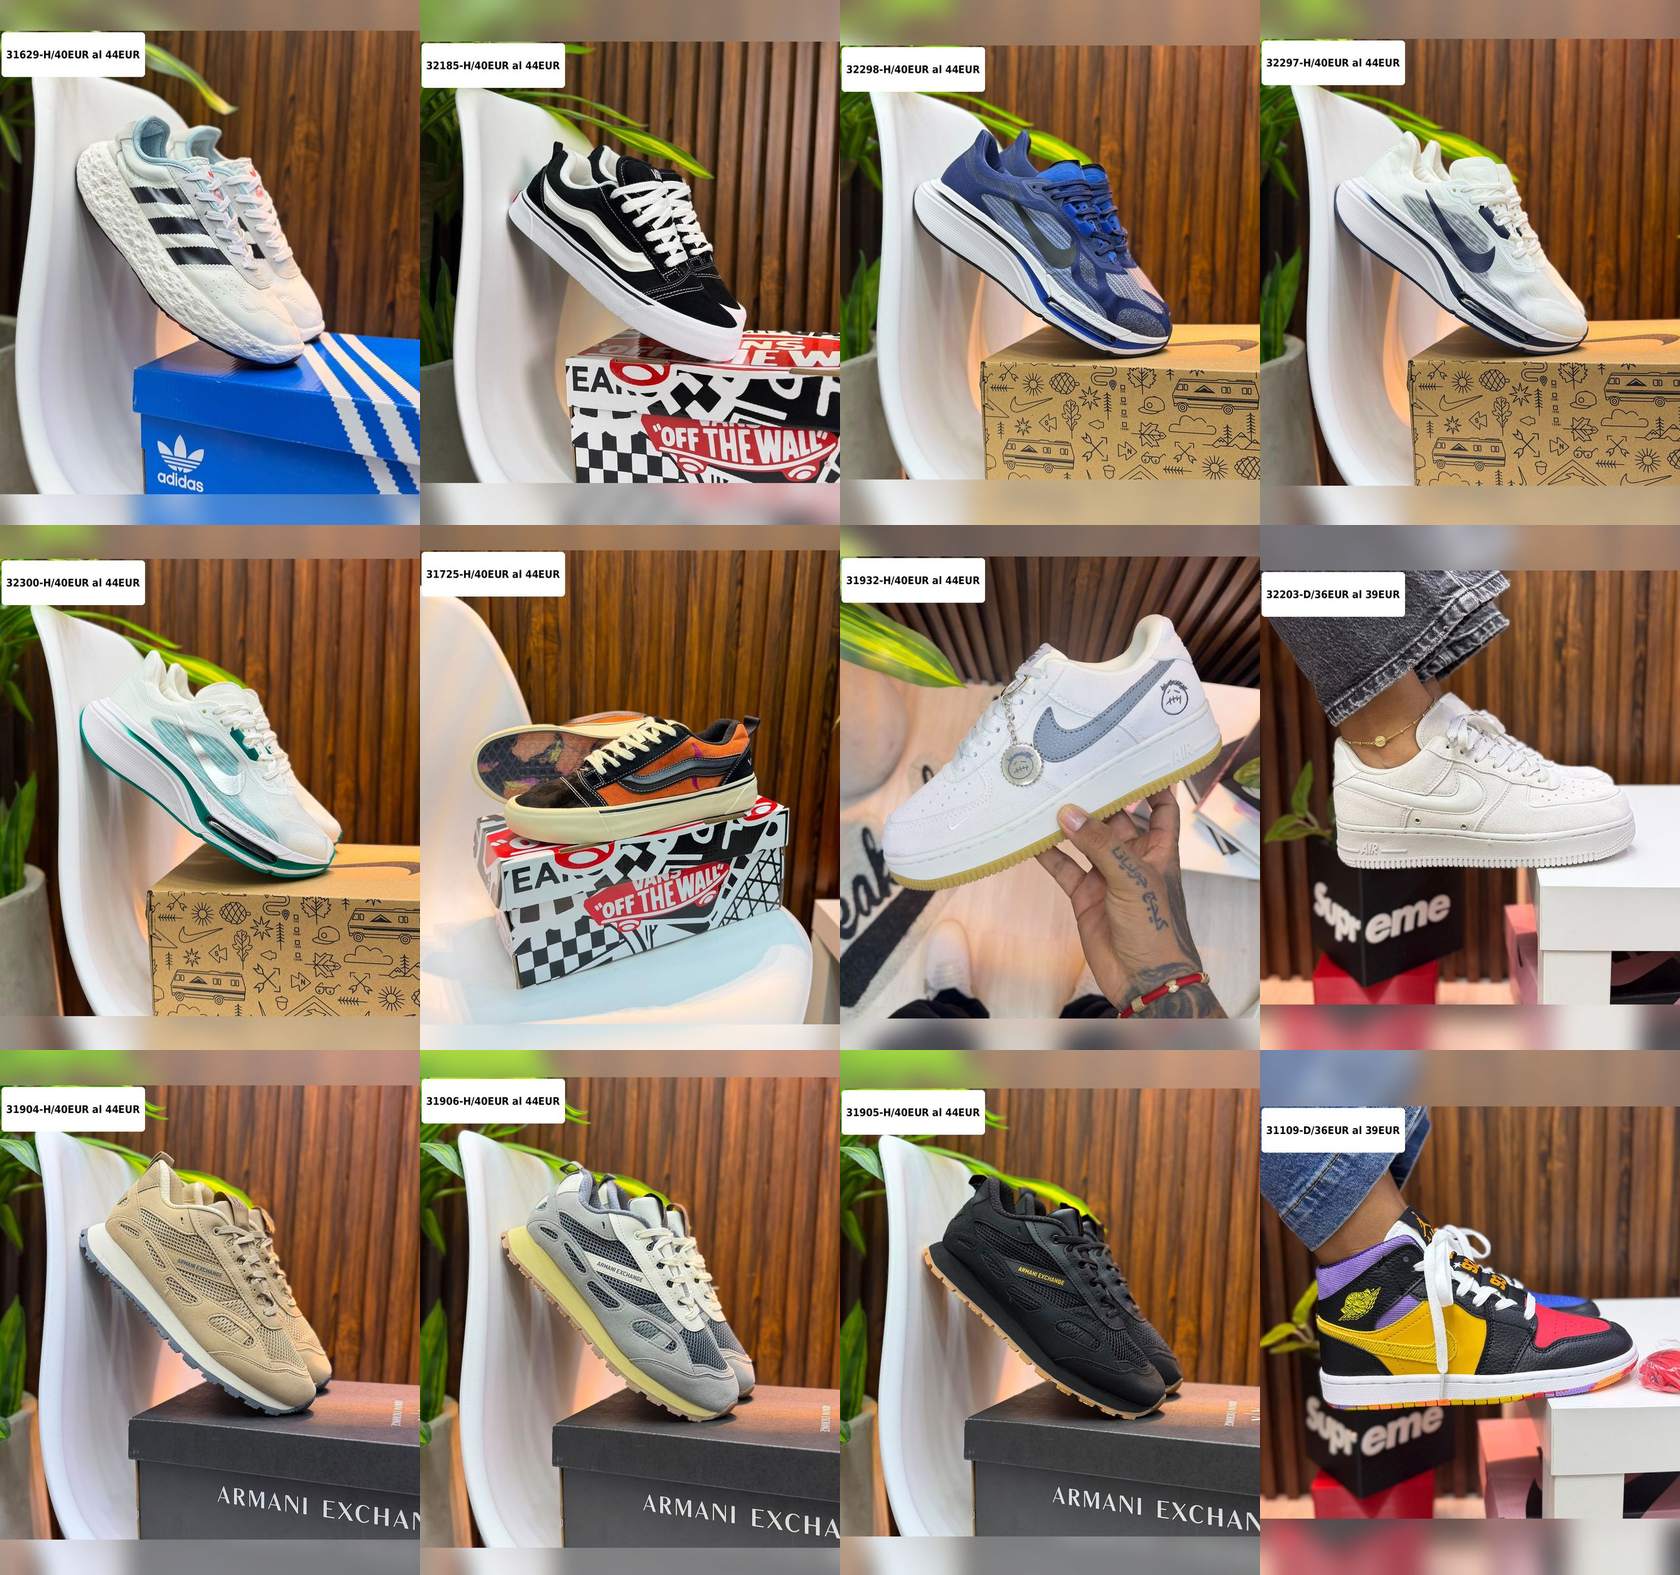 31629-H/40EUR al 44EUR
adidas
32185-H/40EUR al 44EUR
VANS
"OFF THE WALL"
32298-H/40EUR al 44EUR
32297-H/40EUR al 44EUR
32300-H/40EUR al 44EUR
31725-H/40EUR al 44EUR
VANS
"OFF THE WALL"
31932-H/40EUR al 44EUR
AIR
32203-D/36EUR al 39EUR
AIR
Supreme
31904-H/40EUR al 44EUR
ARMANI EXCHANGE
ARMANI EXCHAN
31906-H/40EUR al 44EUR
ARMANI EXCHANGE
ARMANI EXCHA
31905-H/40EUR al 44EUR
ARMANI EXCHANGE
ARMANI EXCHA
31109-D/36EUR al 39EUR
Supreme